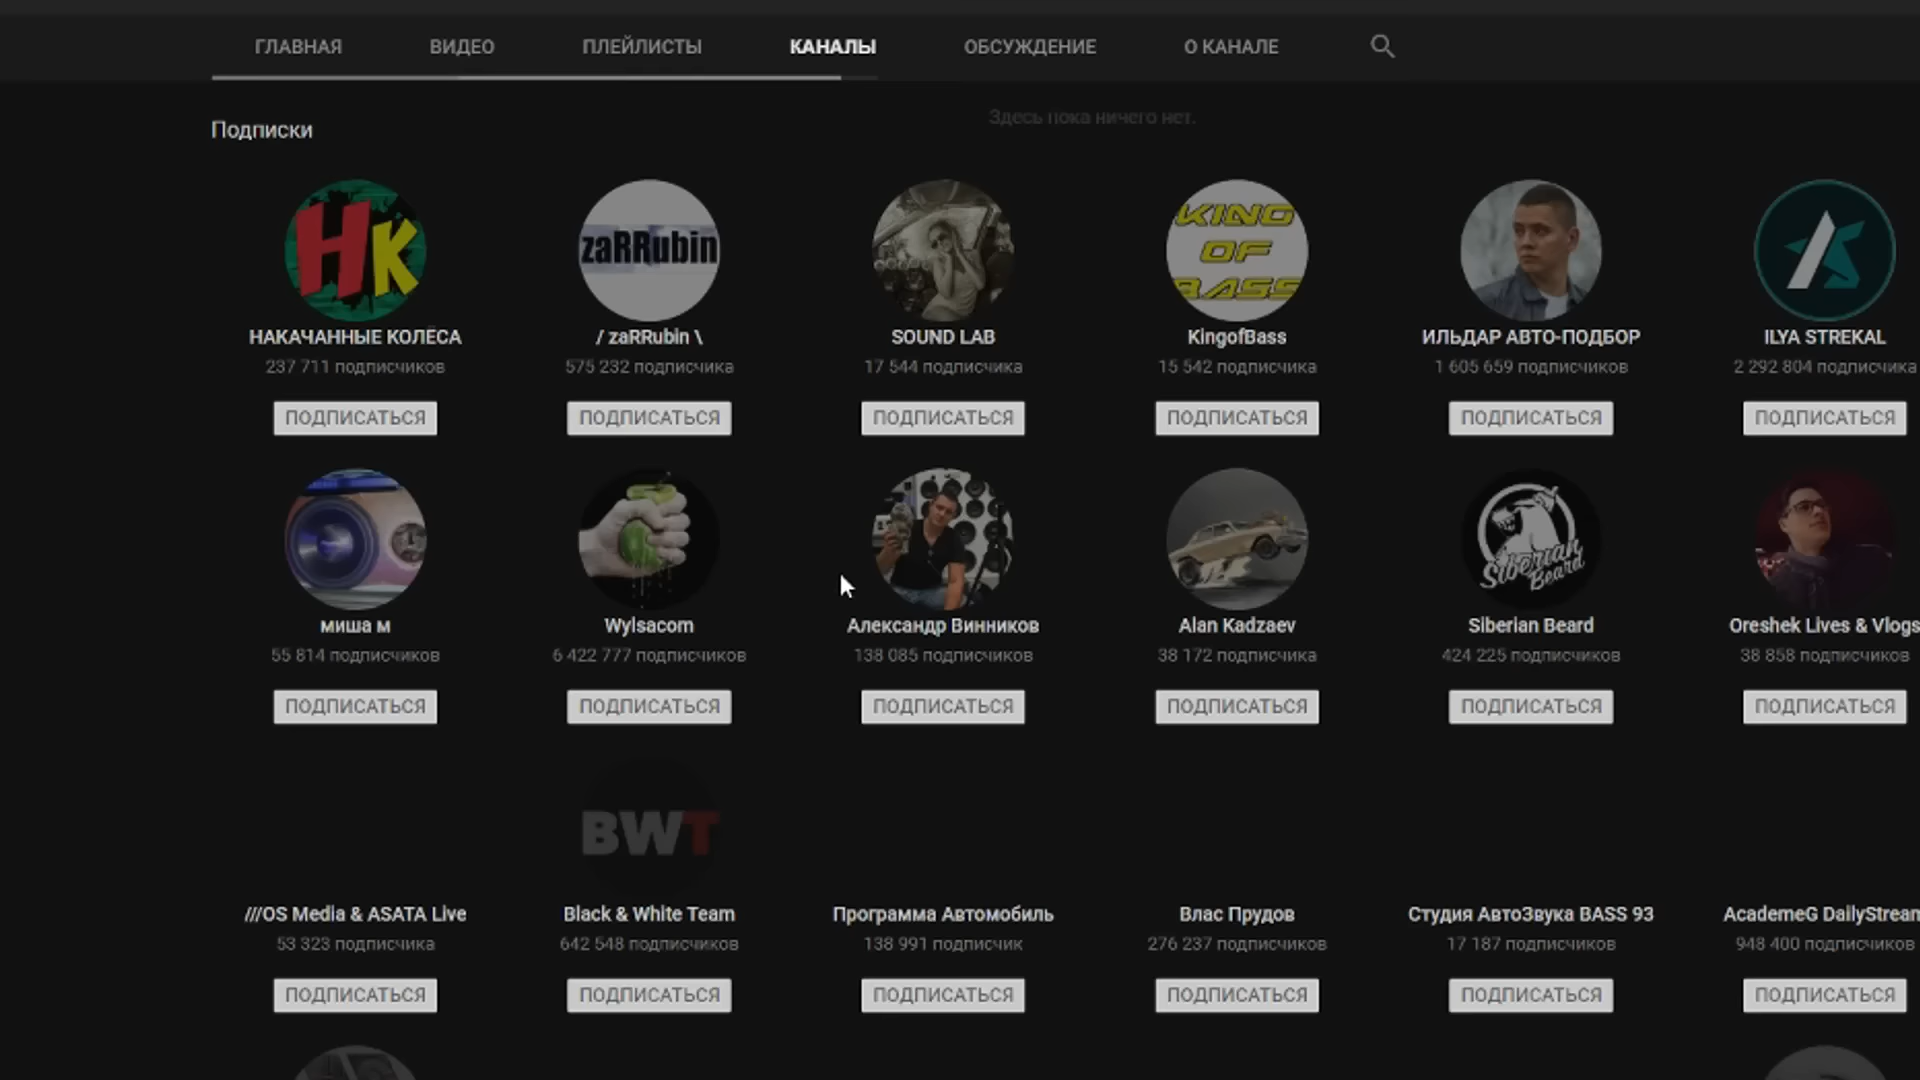 ГЛАВНАЯ ВИДЕО ПЛЕЙЛИСТЫ КАНАЛЫ ОБСУЖДЕНИЕ О КАНАЛЕ
Здесь пока ничего нет.
Подписки
НК zaRRubin KING OF BASS
НАКАЧАННЫЕ КОЛЁСА / zaRRubin \ SOUND LAB KingofBass ИЛЬДАР АВТО-ПОДБОР ILYA STREKAL
237 711 подписчиков 575 232 подписчика 17 544 подписчика 15 542 подписчика 1 605 659 подписчиков 2 292 804 подписчика
ПОДПИСАТЬСЯ ПОДПИСАТЬСЯ ПОДПИСАТЬСЯ ПОДПИСАТЬСЯ ПОДПИСАТЬСЯ ПОДПИСАТЬСЯ
Siberian Beard
миша м Wylsacom Александр Винников Alan Kadzaev Siberian Beard Oreshek Lives & Vlogs
55 814 подписчиков 6 422 777 подписчиков 138 085 подписчиков 38 172 подписчика 424 225 подписчиков 38 858 подписчиков
ПОДПИСАТЬСЯ ПОДПИСАТЬСЯ ПОДПИСАТЬСЯ ПОДПИСАТЬСЯ ПОДПИСАТЬСЯ ПОДПИСАТЬСЯ
BWT
///OS Media & ASATA Live Black & White Team Программа Автомобиль Влас Прудов Студия АвтоЗвука BASS 93 AcademeG DailyStream
53 323 подписчика 642 548 подписчиков 138 991 подписчик 276 237 подписчиков 17 187 подписчиков 948 400 подписчиков
ПОДПИСАТЬСЯ ПОДПИСАТЬСЯ ПОДПИСАТЬСЯ ПОДПИСАТЬСЯ ПОДПИСАТЬСЯ ПОДПИСАТЬСЯ